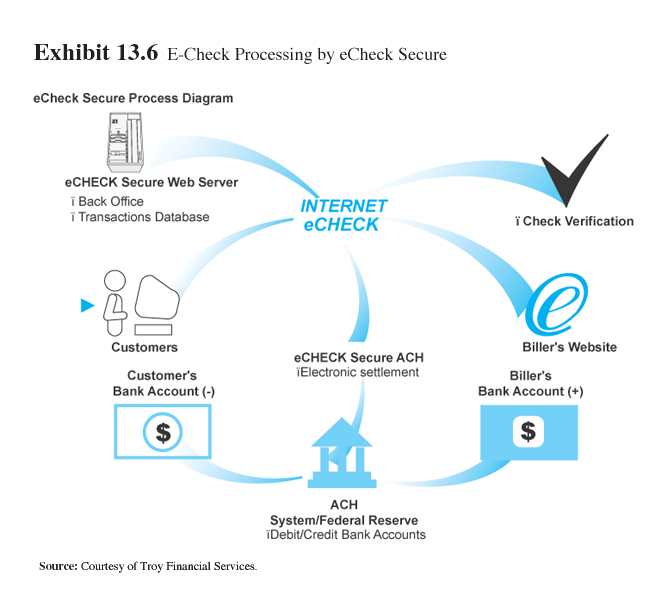 Exhibit 13.6 E-Check Processing by eCheck Secure
eCheck Secure Process Diagram
eCHECK Secure Web Server
ï Back Office
ï Transactions Database
INTERNET
eCHECK
ï Check Verification
Customers
Biller's Website
eCHECK Secure ACH
ïElectronic settlement
Customer's
Bank Account (-)
$
Biller's
Bank Account (+)
$
ACH
System/Federal Reserve
ïDebit/Credit Bank Accounts
Source: Courtesy of Troy Financial Services.